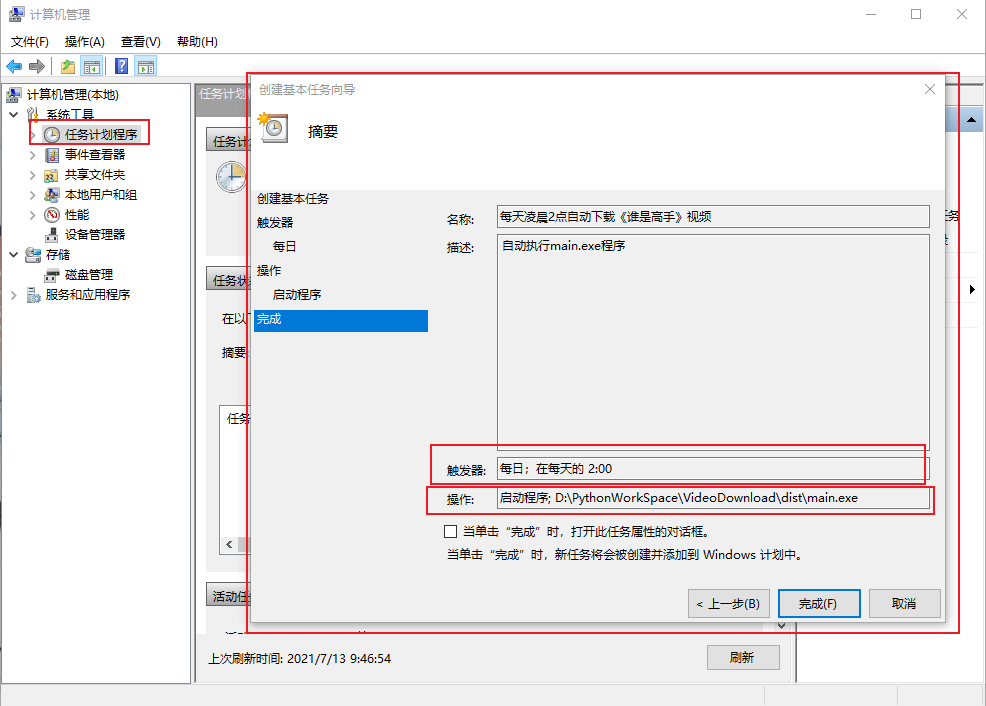 计算机管理
文件(F) 操作(A) 查看(V) 帮助(H)
计算机管理(本地)
系统工具
任务计划程序
事件查看器
共享文件夹
本地用户和组
性能
设备管理器
存储
磁盘管理
服务和应用程序
任务计划
任务计
任务状
在以
摘要:
任务
活动任
上次刷新时间: 2021/7/13 9:46:54
刷新
创建基本任务向导
摘要
创建基本任务
触发器
每日
操作
启动程序
完成
名称: 每天凌晨2点自动下载《谁是高手》视频
描述: 自动执行main.exe程序
触发器: 每日；在每天的 2:00
操作: 启动程序; D:\PythonWorkSpace\VideoDownload\dist\main.exe
当单击“完成”时，打开此任务属性的对话框。
当单击“完成”时，新任务将会被创建并添加到 Windows 计划中。
< 上一步(B) 完成(F) 取消